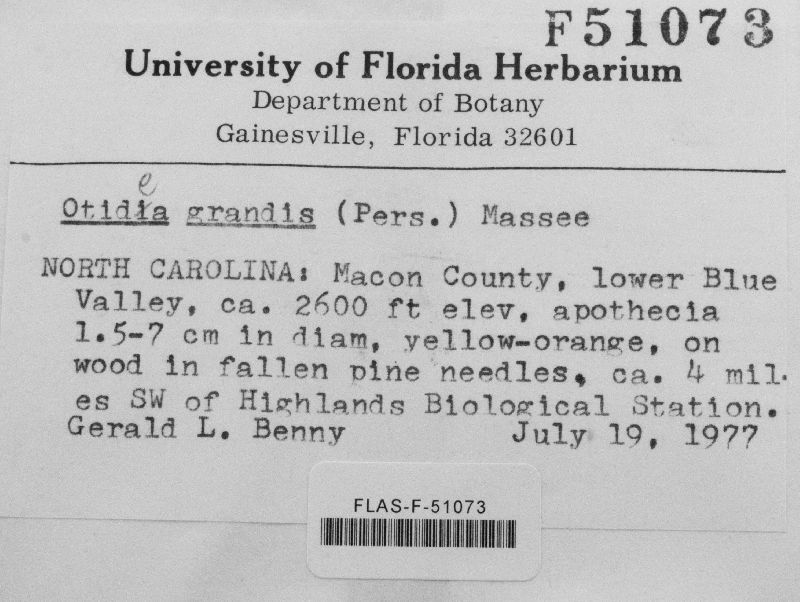 F51073
University of Florida Herbarium
Department of Botany
Gainesville, Florida 32601
e
Otidia grandis (Pers.) Massee
NORTH CAROLINA: Macon County, lower Blue
Valley, ca. 2600 ft elev, apothecia
1.5-7 cm in diam, yellow-orange, on
wood in fallen pine needles, ca. 4 mil-
es SW of Highlands Biological Station.
Gerald L. Benny July 19, 1977
FLAS-F-51073